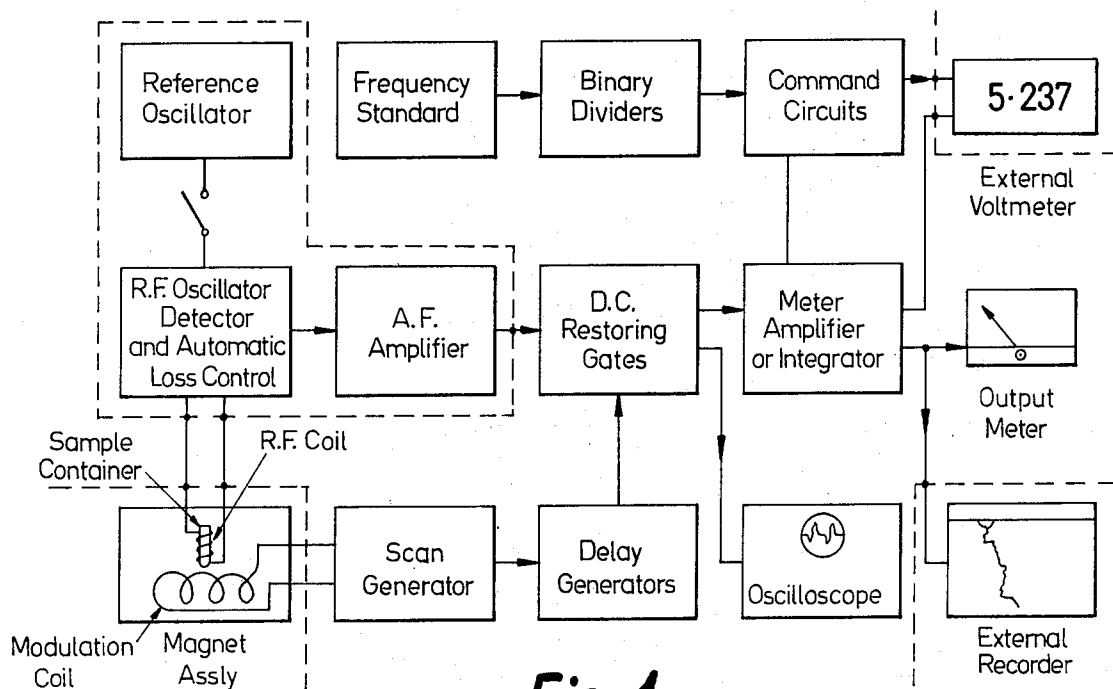 Reference
Oscillator
Frequency
Standard
Binary
Dividers
Command
Circuits
5·237
External
Voltmeter
R.F. Oscillator
Detector
and Automatic
Loss Control
A.F.
Amplifier
D.C.
Restoring
Gates
Meter
Amplifier
or Integrator
Output
Meter
Sample
Container
R.F. Coil
Scan
Generator
Delay
Generators
Oscilloscope
External
Recorder
Modulation
Coil
Magnet
Assly